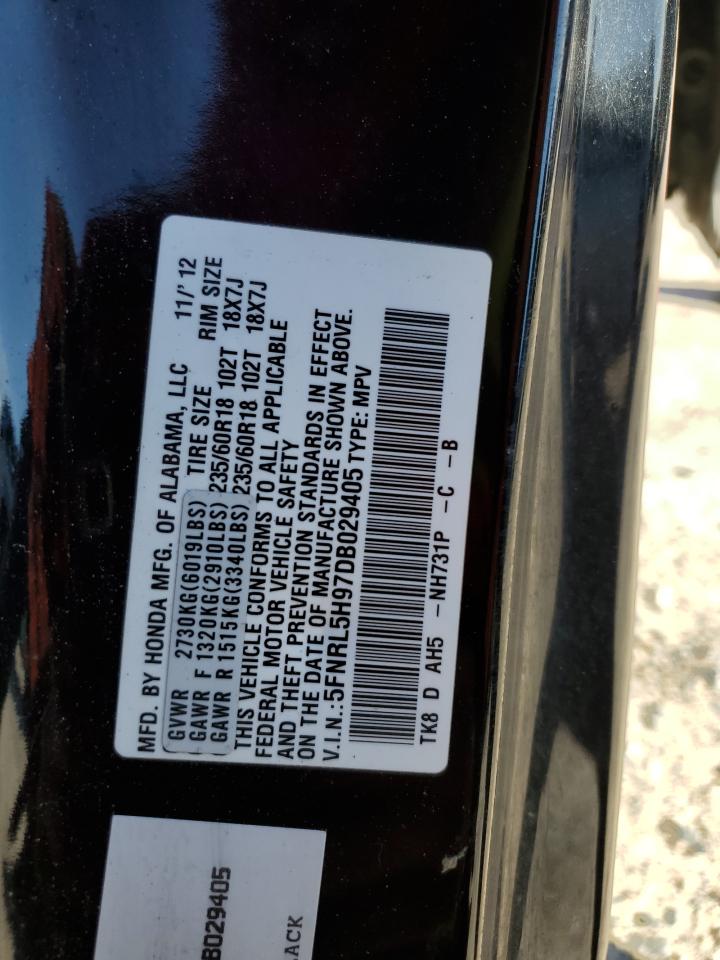 MFD. BY HONDA MFG. OF ALABAMA, LLC 11/'12
GVWR 2730KG(6019LBS) TIRE SIZE RIM SIZE
GAWR F 1320KG(2910LBS) 235/60R18 102T 18X7J
GAWR R 1515KG(3340LBS) 235/60R18 102T 18X7J
THIS VEHICLE CONFORMS TO ALL APPLICABLE
FEDERAL MOTOR VEHICLE SAFETY
AND THEFT PREVENTION STANDARDS IN EFFECT
ON THE DATE OF MANUFACTURE SHOWN ABOVE.
V.I.N.:5FNRL5H97DB029405 TYPE: MPV
TK8 D AH5 -NH731P -C -B
B029405
ACK